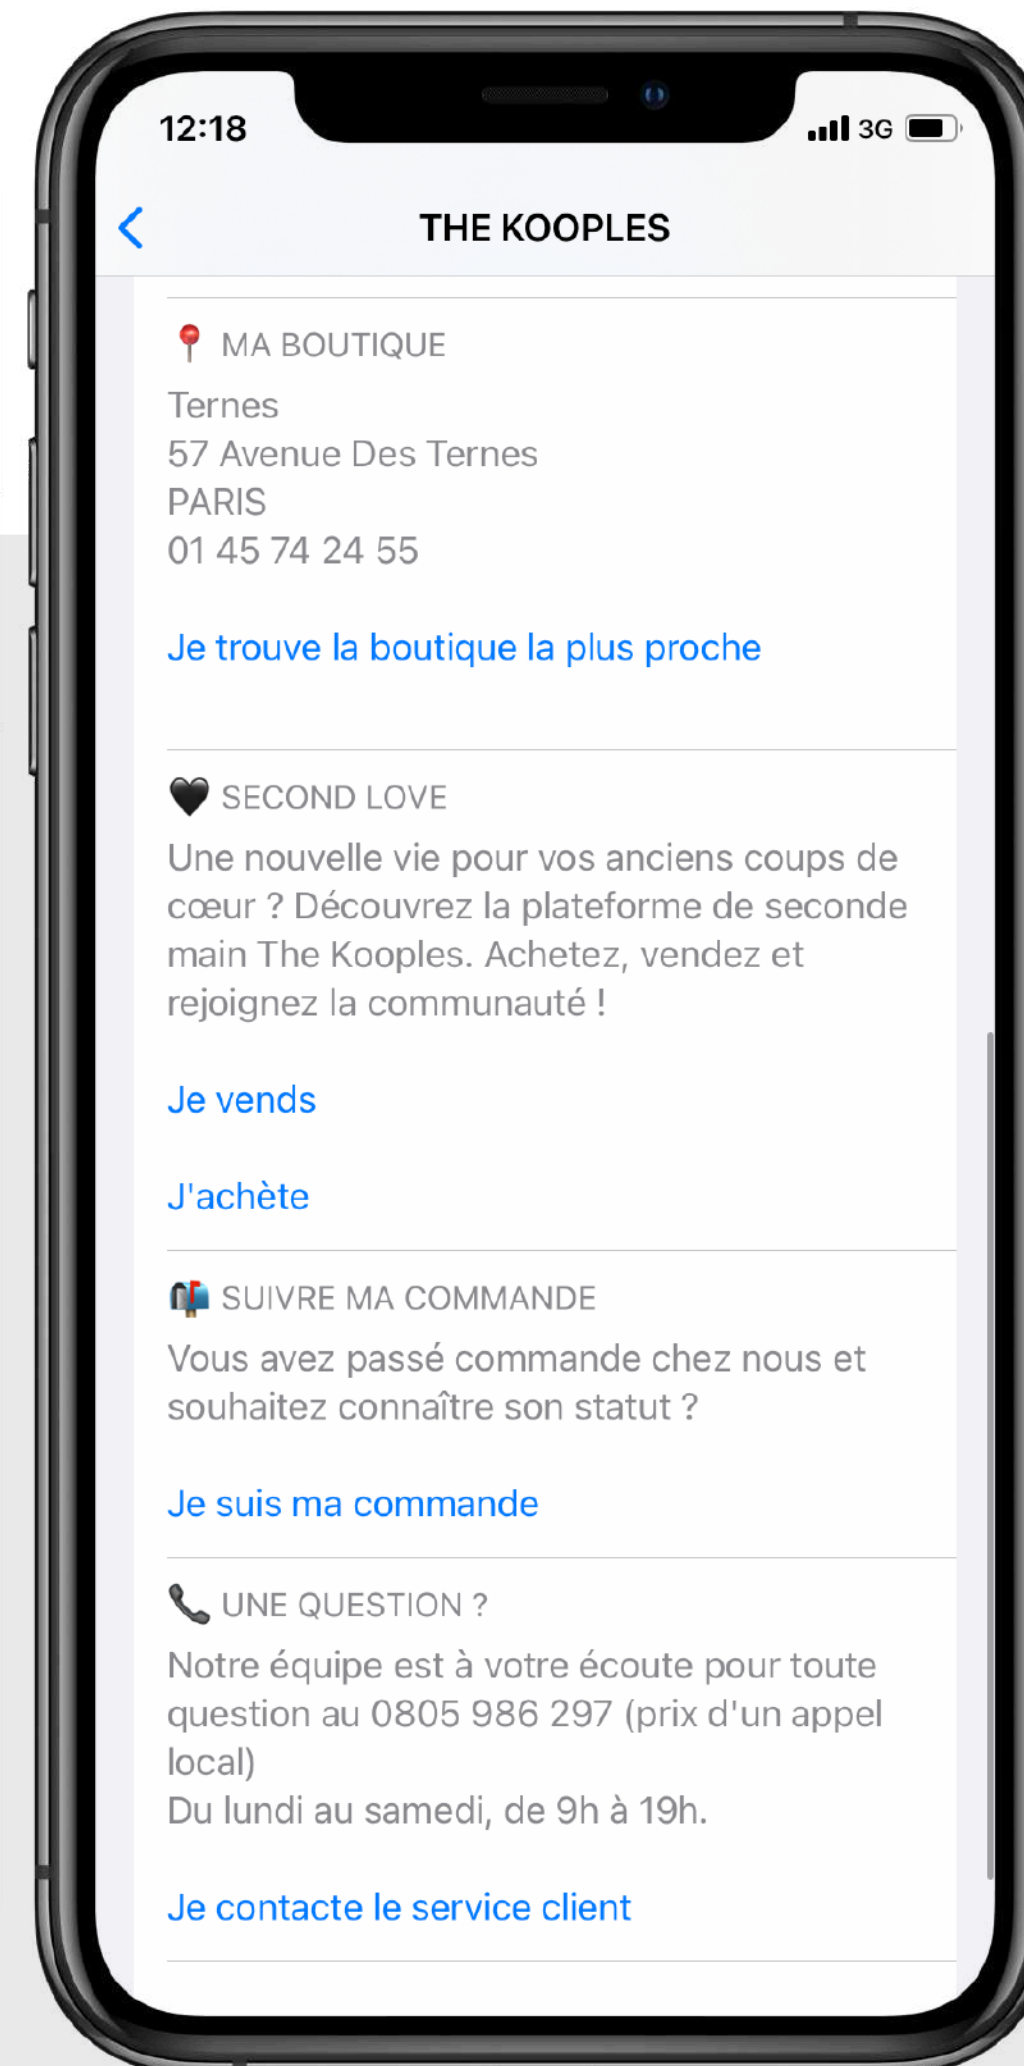 12:18
3G
THE KOOPLES
MA BOUTIQUE
Ternes
57 Avenue Des Ternes
PARIS
01 45 74 24 55
Je trouve la boutique la plus proche
SECOND LOVE
Une nouvelle vie pour vos anciens coups de
cœur ? Découvrez la plateforme de seconde
main The Kooples. Achetez, vendez et
rejoignez la communauté !
Je vends
J'achète
SUIVRE MA COMMANDE
Vous avez passé commande chez nous et
souhaitez connaître son statut ?
Je suis ma commande
UNE QUESTION ?
Notre équipe est à votre écoute pour toute
question au 0805 986 297 (prix d'un appel
local)
Du lundi au samedi, de 9h à 19h.
Je contacte le service client